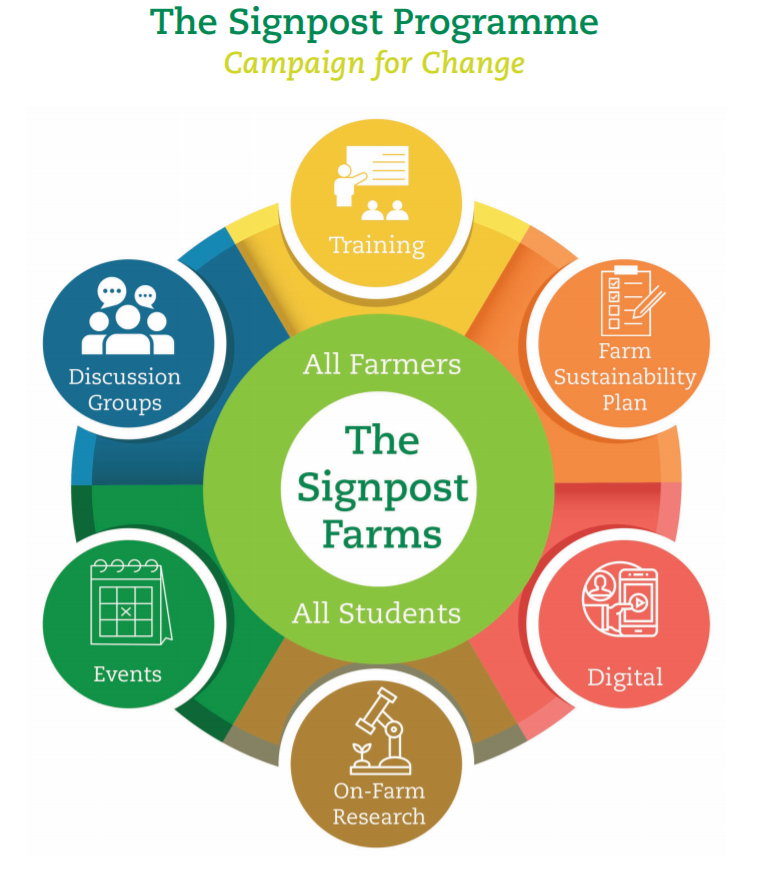 The Signpost Programme
Campaign for Change
Training
Farm
Sustainability
Plan
Discussion
Groups
All Farmers
The
Signpost
Farms
All Students
Events
Digital
On-Farm
Research